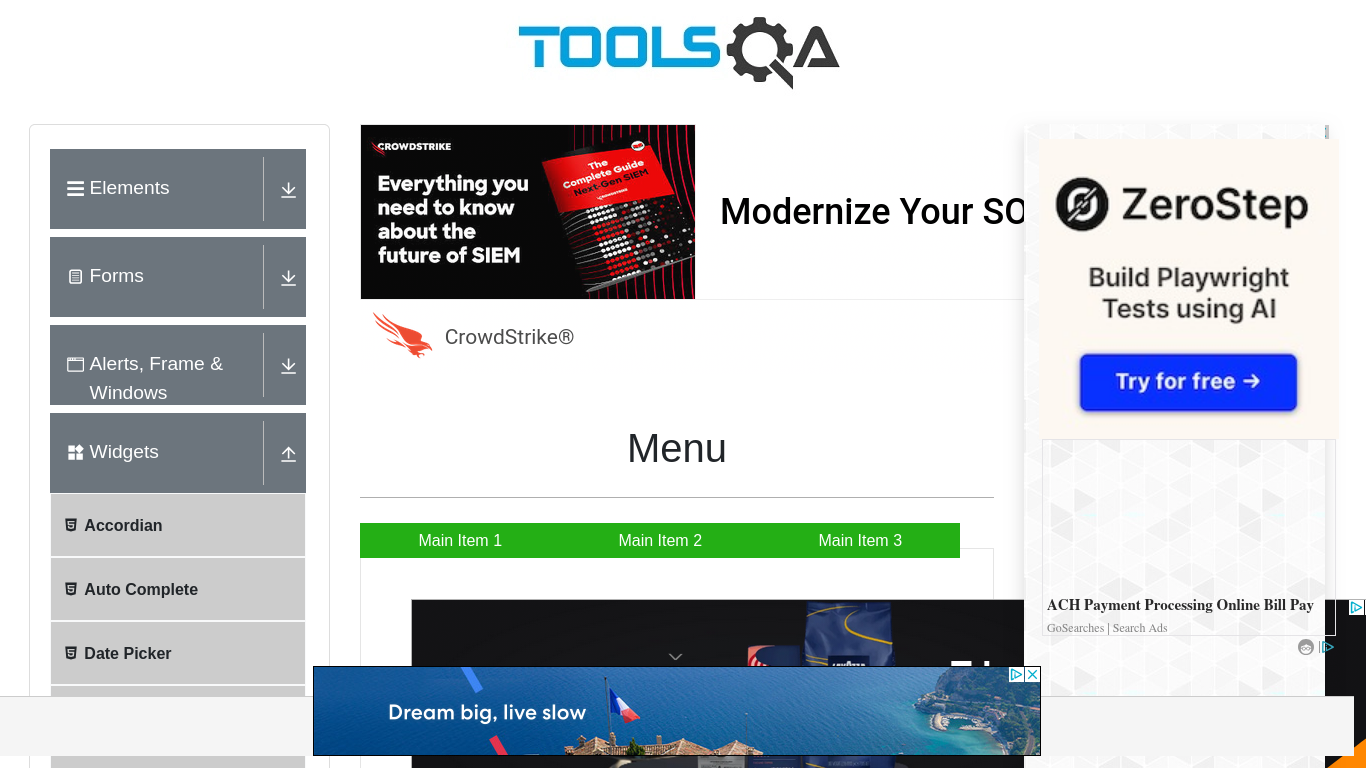 TOOLSQA
Elements
Forms
Alerts, Frame &
Windows
Widgets
Accordian
Auto Complete
Date Picker
CROWDSTRIKE
Everything you
need to know
about the
future of SIEM
The
Complete Guide
Next-Gen SIEM
Modernize Your SO
CrowdStrike®
Menu
Main Item 1
Main Item 2
Main Item 3
ZeroStep
Build Playwright
Tests using AI
Try for free →
ACH Payment Processing Online Bill Pay
GoSearches | Search Ads
Dream big, live slow